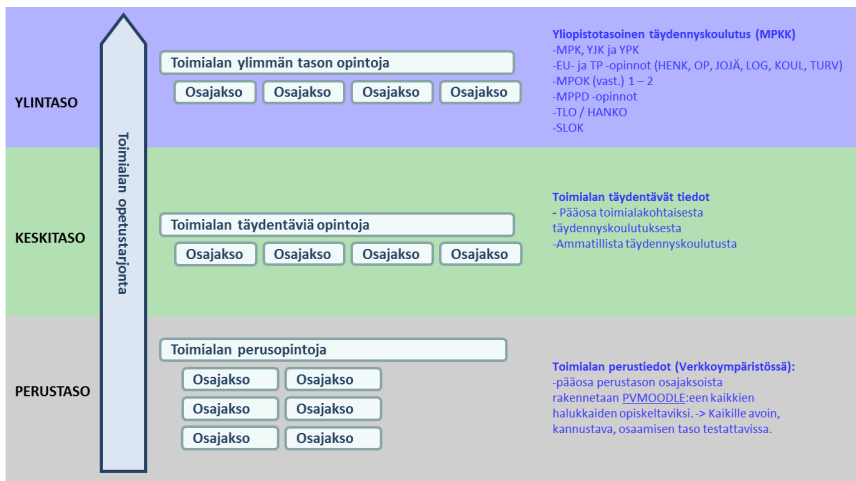 Toimialan opetustarjonta
YLINTASO
Toimialan ylimmän tason opintoja
Osajakso Osajakso Osajakso Osajakso
Yliopistotasoinen täydennyskoulutus (MPKK)
-MPK, YJK ja YPK
-EU- ja TP -opinnot (HENK, OP, JOJÄ, LOG, KOUL, TURV)
-MPOK (vast.) 1 – 2
-MPPD -opinnot
-TLO / HANKO
-SLOK
KESKITASO
Toimialan täydentäviä opintoja
Osajakso Osajakso Osajakso Osajakso
Toimialan täydentävät tiedot
- Pääosa toimialakohtaisesta
täydennyskoulutuksesta
-Ammatillista täydennyskoulutusta
PERUSTASO
Toimialan perusopintoja
Osajakso Osajakso
Osajakso Osajakso
Osajakso Osajakso
Toimialan perustiedot (Verkkoympäristössä):
-pääosa perustason osajaksoista
rakennetaan PVMOODLE:een kaikkien
halukkaiden opiskeltaviksi. -> Kaikille avoin,
kannustava, osaamisen taso testattavissa.